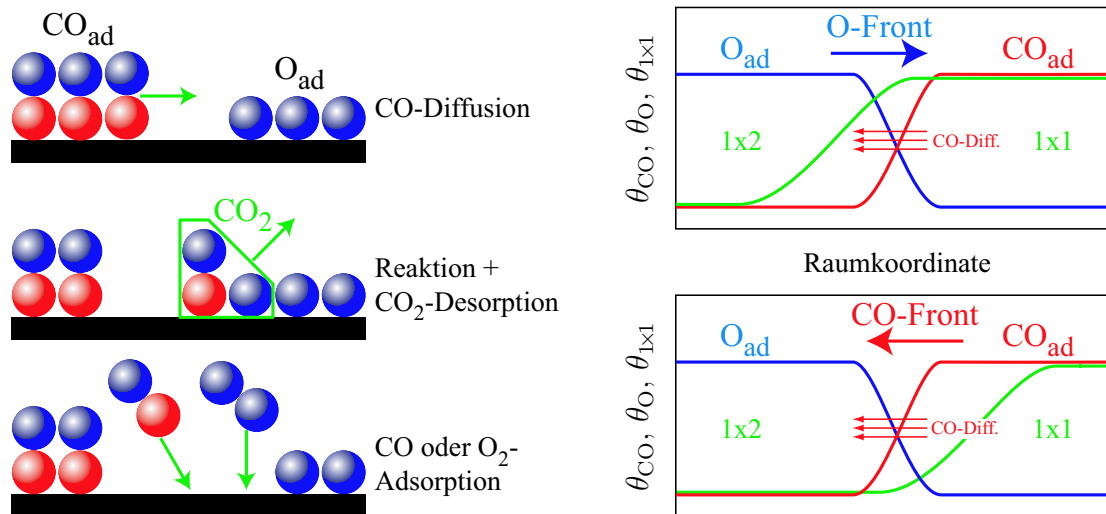 CO_ad
O_ad
CO-Diffusion
CO_2
Reaktion +
CO_2-Desorption
CO oder O_2-
Adsorption
θ_CO, θ_O, θ_1x1
O-Front
O_ad
CO_ad
1x2
CO-Diff.
1x1
Raumkoordinate
θ_CO, θ_O, θ_1x1
CO-Front
O_ad
CO_ad
1x2
CO-Diff.
1x1